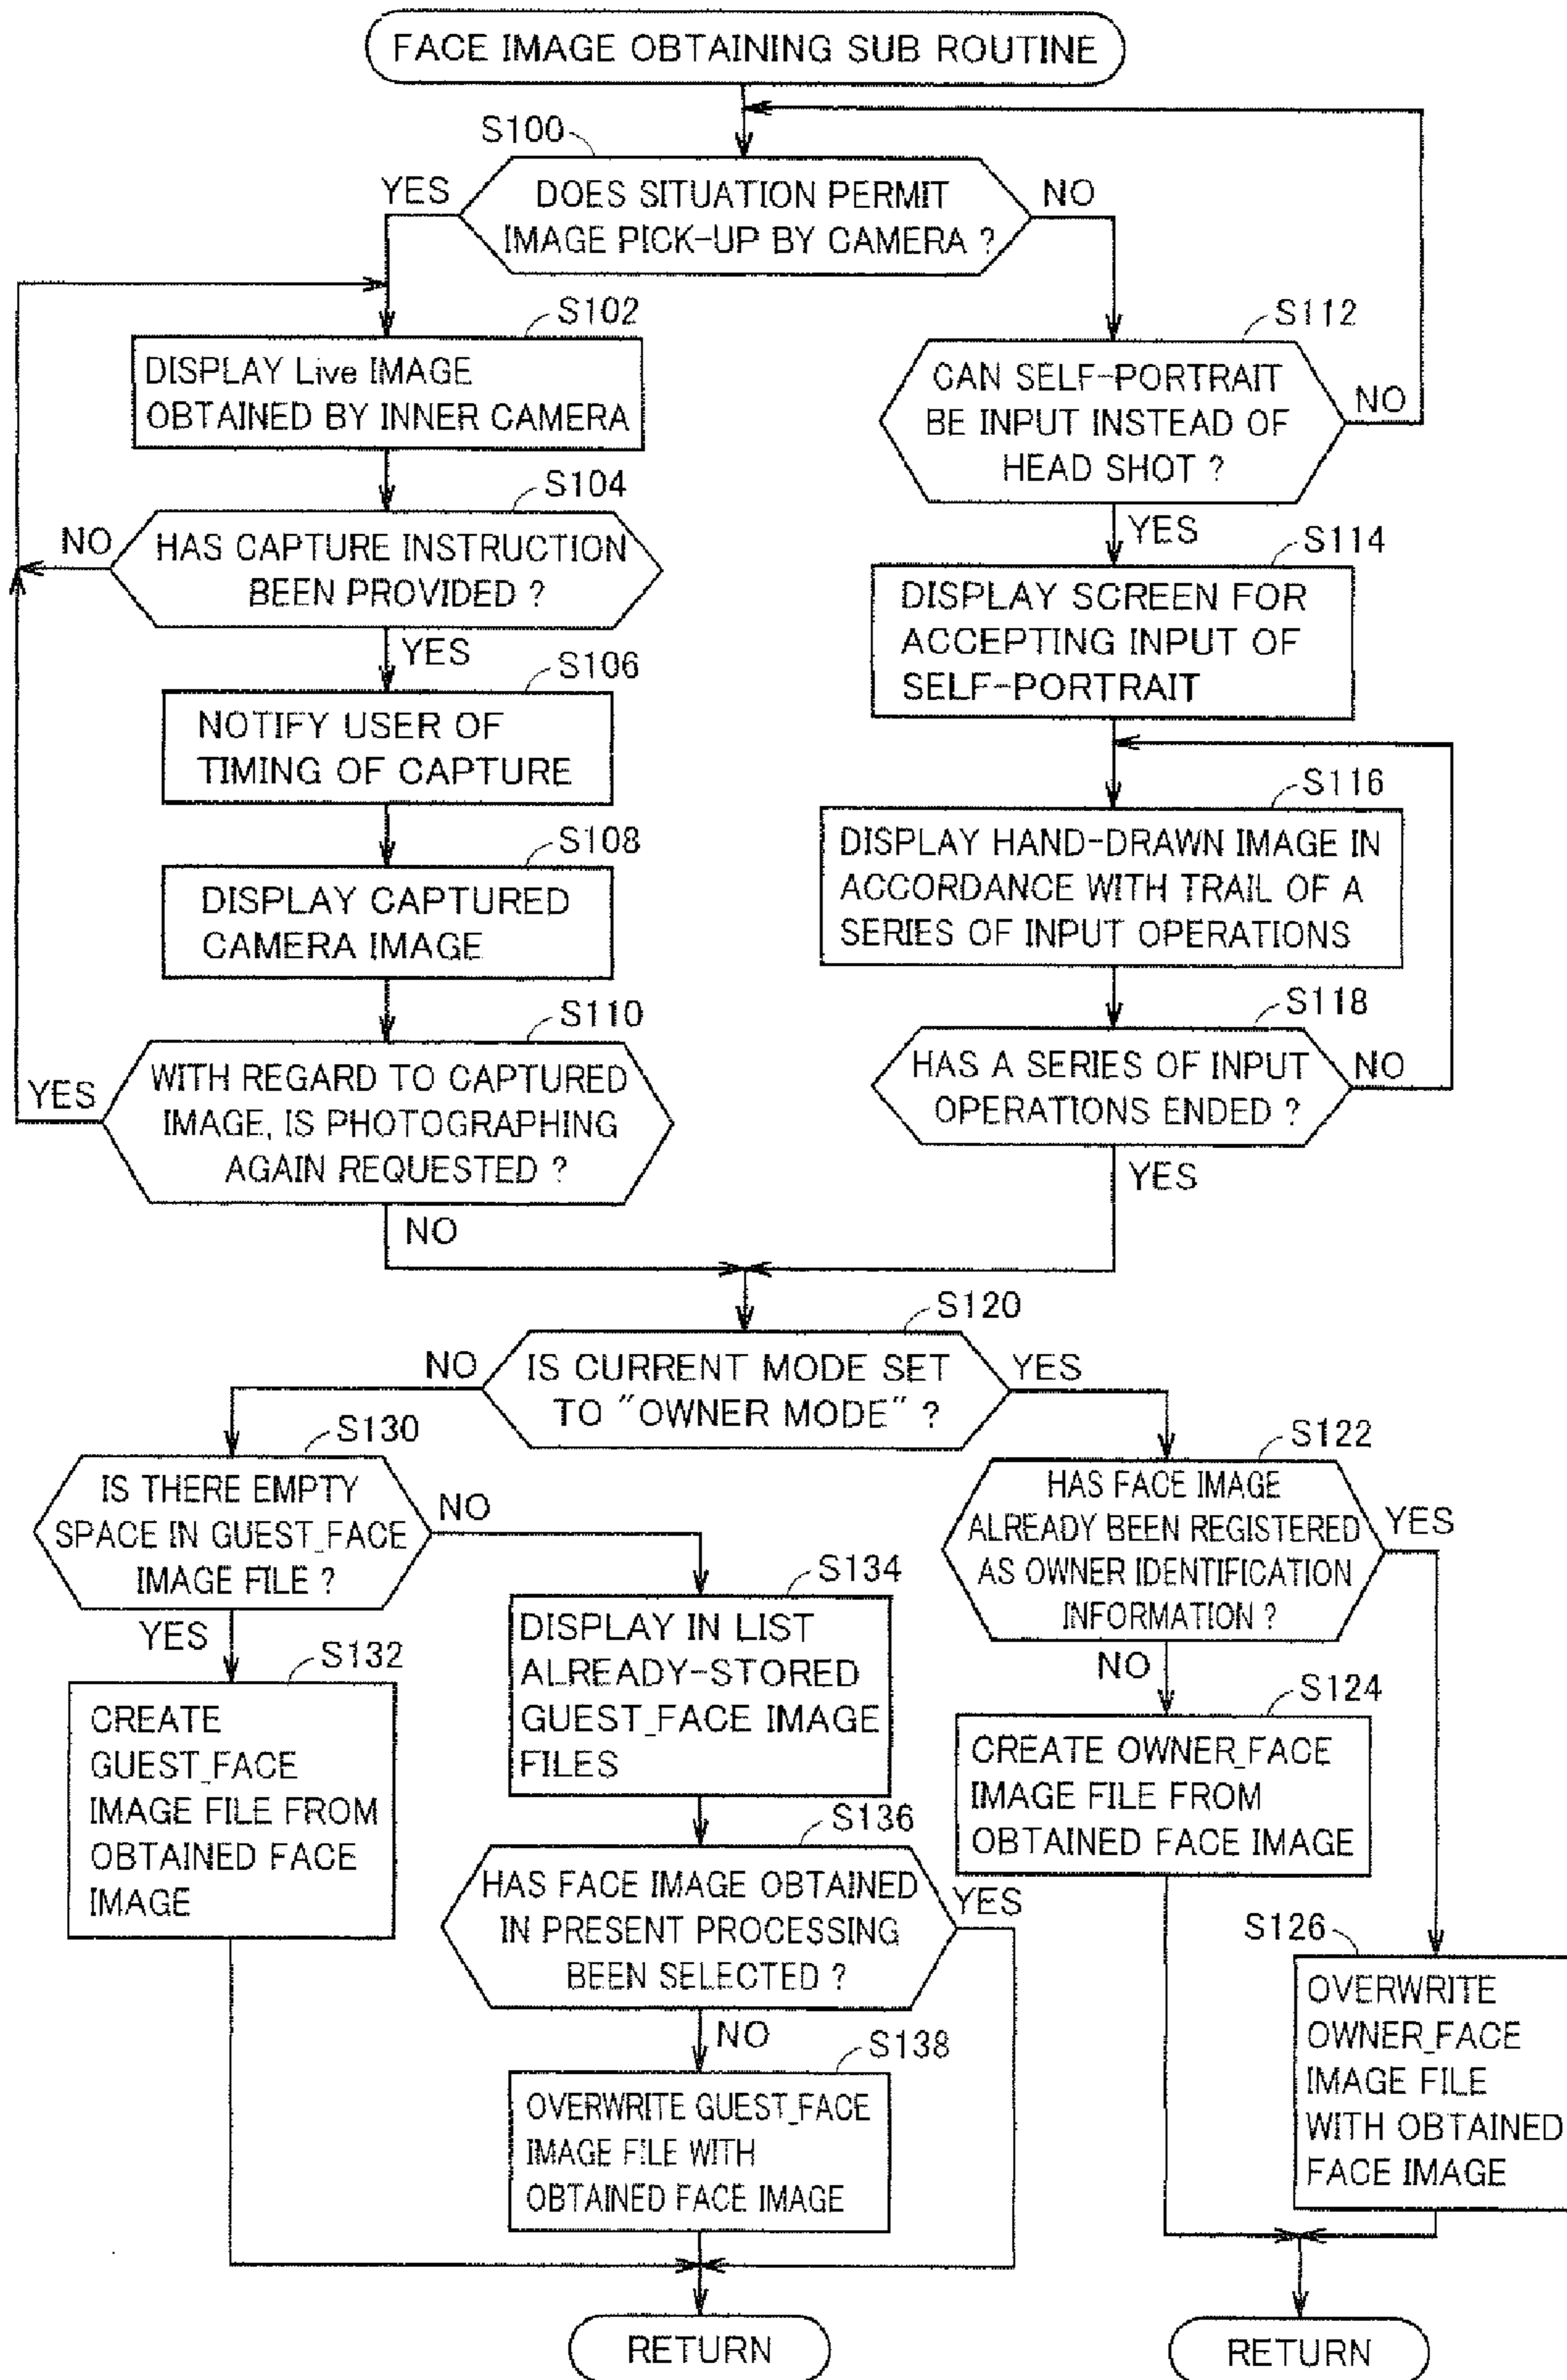 FACE IMAGE OBTAINING SUB ROUTINE
S100
DOES SITUATION PERMIT
IMAGE PICK-UP BY CAMERA ?
YES
NO
S102
DISPLAY Live IMAGE
OBTAINED BY INNER CAMERA
S104
HAS CAPTURE INSTRUCTION
BEEN PROVIDED ?
NO
YES
S106
NOTIFY USER OF
TIMING OF CAPTURE
S108
DISPLAY CAPTURED
CAMERA IMAGE
S110
WITH REGARD TO CAPTURED
IMAGE, IS PHOTOGRAPHING
AGAIN REQUESTED ?
YES
NO
S112
CAN SELF-PORTRAIT
BE INPUT INSTEAD OF
HEAD SHOT ?
NO
YES
S114
DISPLAY SCREEN FOR
ACCEPTING INPUT OF
SELF-PORTRAIT
S116
DISPLAY HAND-DRAWN IMAGE IN
ACCORDANCE WITH TRAIL OF A
SERIES OF INPUT OPERATIONS
S118
HAS A SERIES OF INPUT
OPERATIONS ENDED ?
NO
YES
S120
IS CURRENT MODE SET
TO "OWNER MODE" ?
NO
YES
S130
IS THERE EMPTY
SPACE IN GUEST_FACE
IMAGE FILE ?
NO
YES
S132
CREATE
GUEST_FACE
IMAGE FILE FROM
OBTAINED FACE
IMAGE
S134
DISPLAY IN LIST
ALREADY-STORED
GUEST_FACE IMAGE
FILES
S136
HAS FACE IMAGE OBTAINED
IN PRESENT PROCESSING
BEEN SELECTED ?
YES
NO
S138
OVERWRITE GUEST_FACE
IMAGE FILE WITH
OBTAINED FACE IMAGE
RETURN
S122
HAS FACE IMAGE
ALREADY BEEN REGISTERED
AS OWNER IDENTIFICATION
INFORMATION ?
YES
NO
S124
CREATE OWNER_FACE
IMAGE FILE FROM
OBTAINED FACE IMAGE
S126
OVERWRITE
OWNER_FACE
IMAGE FILE
WITH OBTAINED
FACE IMAGE
RETURN